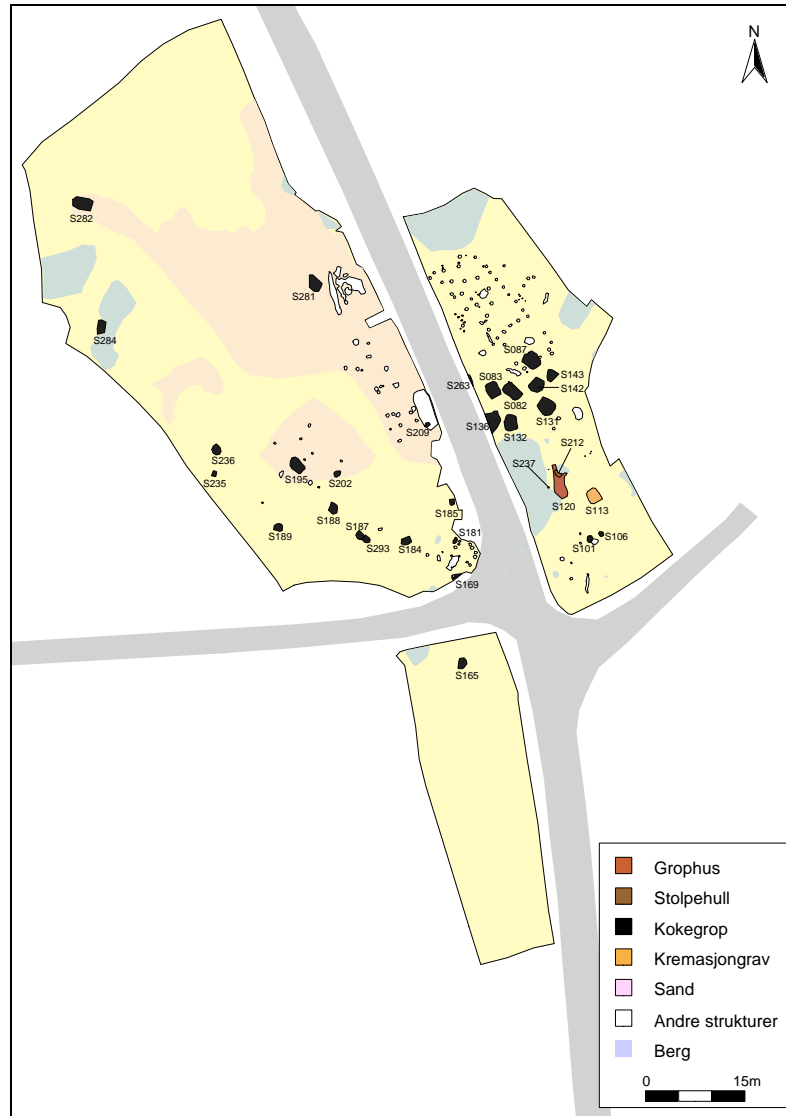 N
S282
S281
S284
S087
S143
S083
S263
S142
S082
S131
S136
S132
S209
S212
S236
S237
S235
S195
S202
S120
S113
S185
S188
S187
S189
S181
S106
S293
S184
S101
S169
S165
Grophus
Stolpehull
Kokegrop
Kremasjongrav
Sand
Andre strukturer
Berg
0 15m